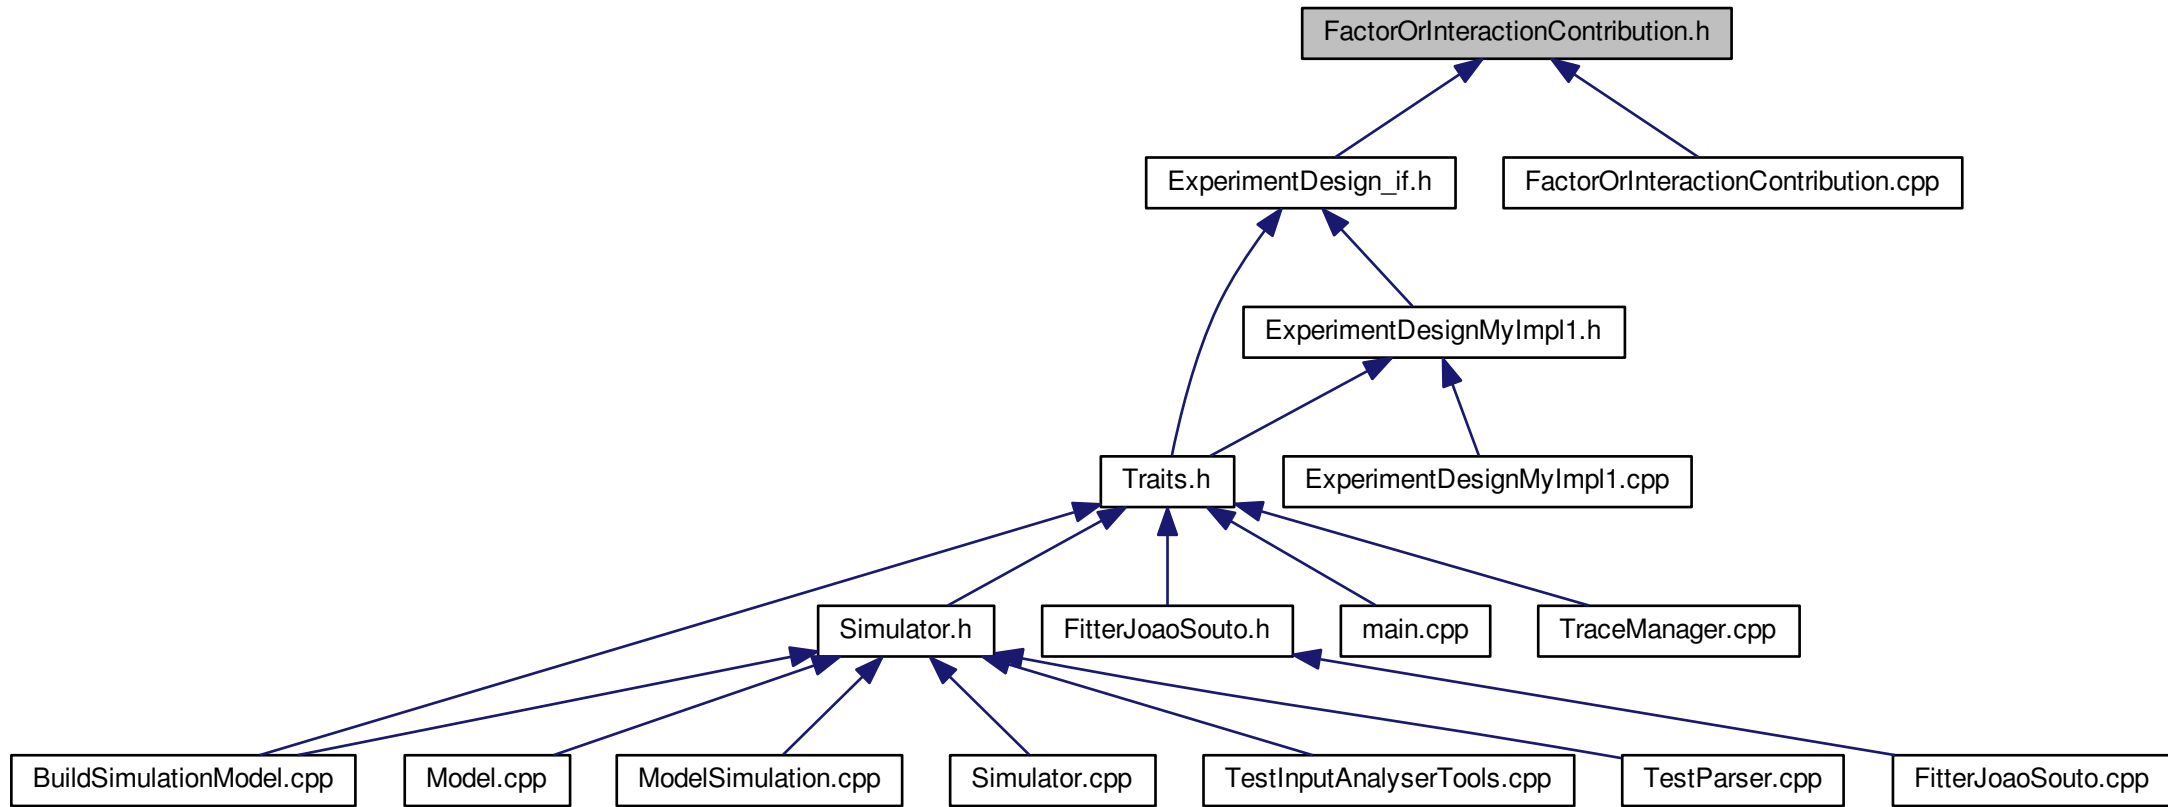 FactorOrInteractionContribution.h
ExperimentDesign_if.h
FactorOrInteractionContribution.cpp
ExperimentDesignMyImpl1.h
Traits.h
ExperimentDesignMyImpl1.cpp
Simulator.h
FitterJoaoSouto.h
main.cpp
TraceManager.cpp
BuildSimulationModel.cpp
Model.cpp
ModelSimulation.cpp
Simulator.cpp
TestInputAnalyserTools.cpp
TestParser.cpp
FitterJoaoSouto.cpp